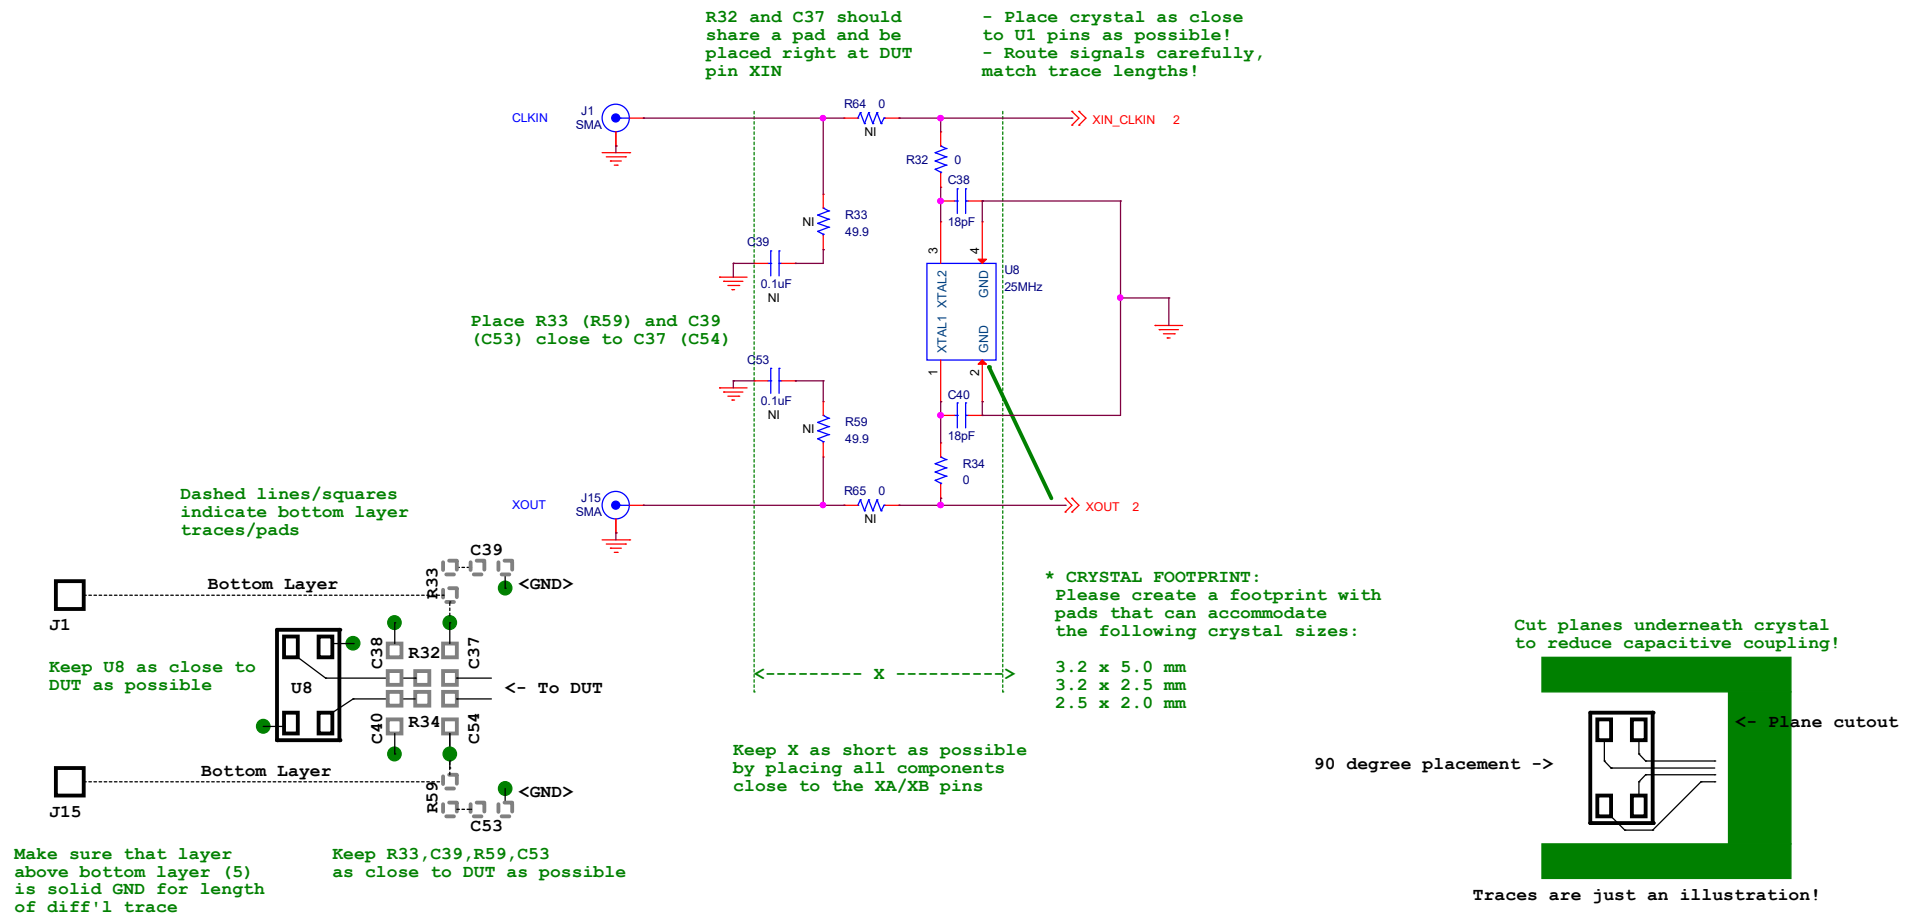 R32 and C37 should
share a pad and be
placed right at DUT
pin XIN
- Place crystal as close
to U1 pins as possible!
- Route signals carefully,
match trace lengths!
CLKIN
J1
SMA
R64 0
NI
XIN_CLKIN 2
R32 0
C38
18pF
NI
R33
49.9
C39
0.1uF
NI
3
4
XTAL2
GND
U8
25MHz
XTAL1
GND
1
2
Place R33 (R59) and C39
(C53) close to C37 (C54)
C53
0.1uF
NI
NI
R59
49.9
C40
18pF
R34
0
XOUT
J15
SMA
R65 0
NI
XOUT 2
Dashed lines/squares
indicate bottom layer
traces/pads
C39
R33
<GND>
Bottom Layer
J1
C38
R32
C37
Keep U8 as close to
DUT as possible
U8
<- To DUT
C40
R34
C54
Bottom Layer
J15
R59
<GND>
C53
Make sure that layer
above bottom layer (5)
is solid GND for length
of diff'l trace
Keep R33,C39,R59,C53
as close to DUT as possible
<--------- X ---------->
Keep X as short as possible
by placing all components
close to the XA/XB pins
* CRYSTAL FOOTPRINT:
Please create a footprint with
pads that can accommodate
the following crystal sizes:
3.2 x 5.0 mm
3.2 x 2.5 mm
2.5 x 2.0 mm
Cut planes underneath crystal
to reduce capacitive coupling!
<- Plane cutout
90 degree placement ->
Traces are just an illustration!